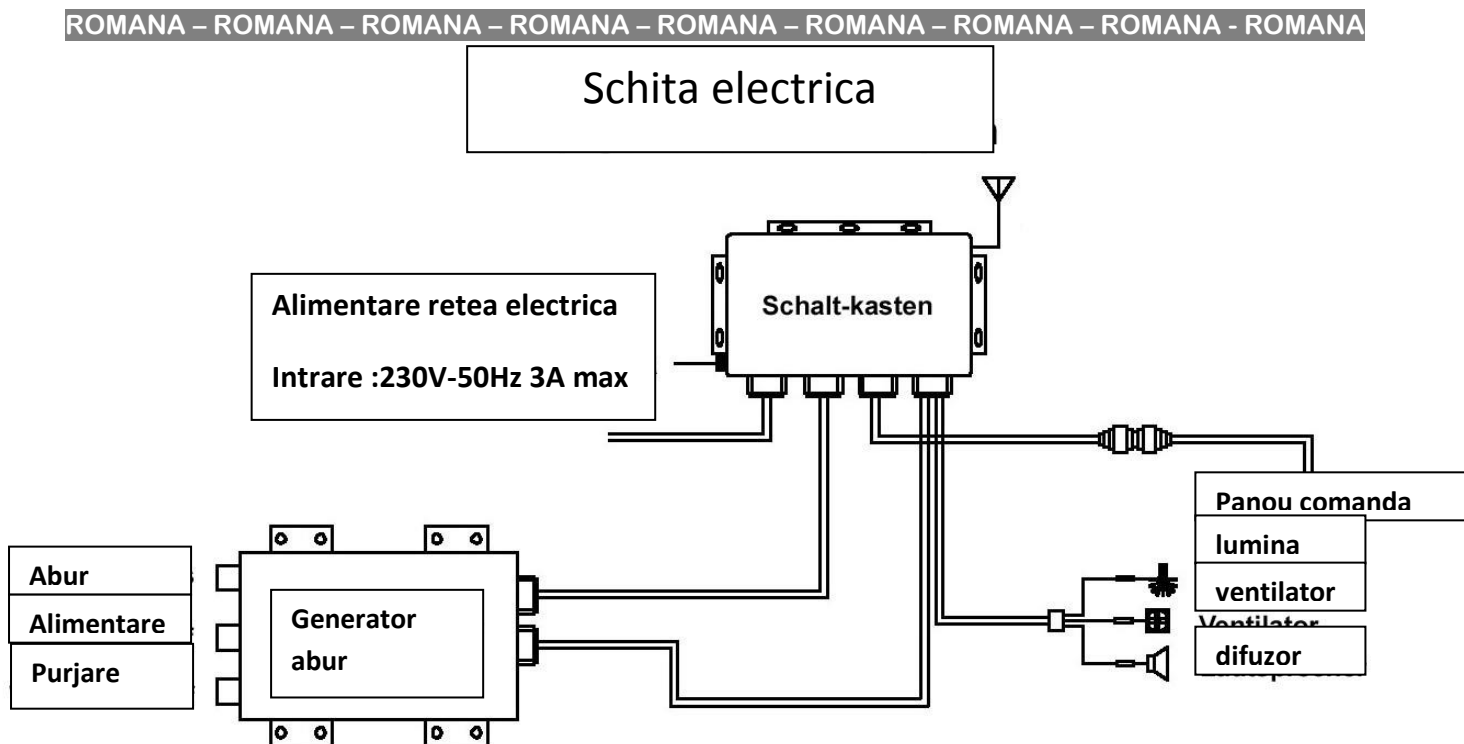 ROMANA – ROMANA – ROMANA – ROMANA – ROMANA – ROMANA – ROMANA – ROMANA - ROMANA
Schita electrica
Schalt-kasten
Alimentare retea electrica
Intrare :230V-50Hz 3A max
Panou comanda
lumina
ventilator
Ventilator
difuzor
Abur
Alimentare
Purjare
Generator
abur